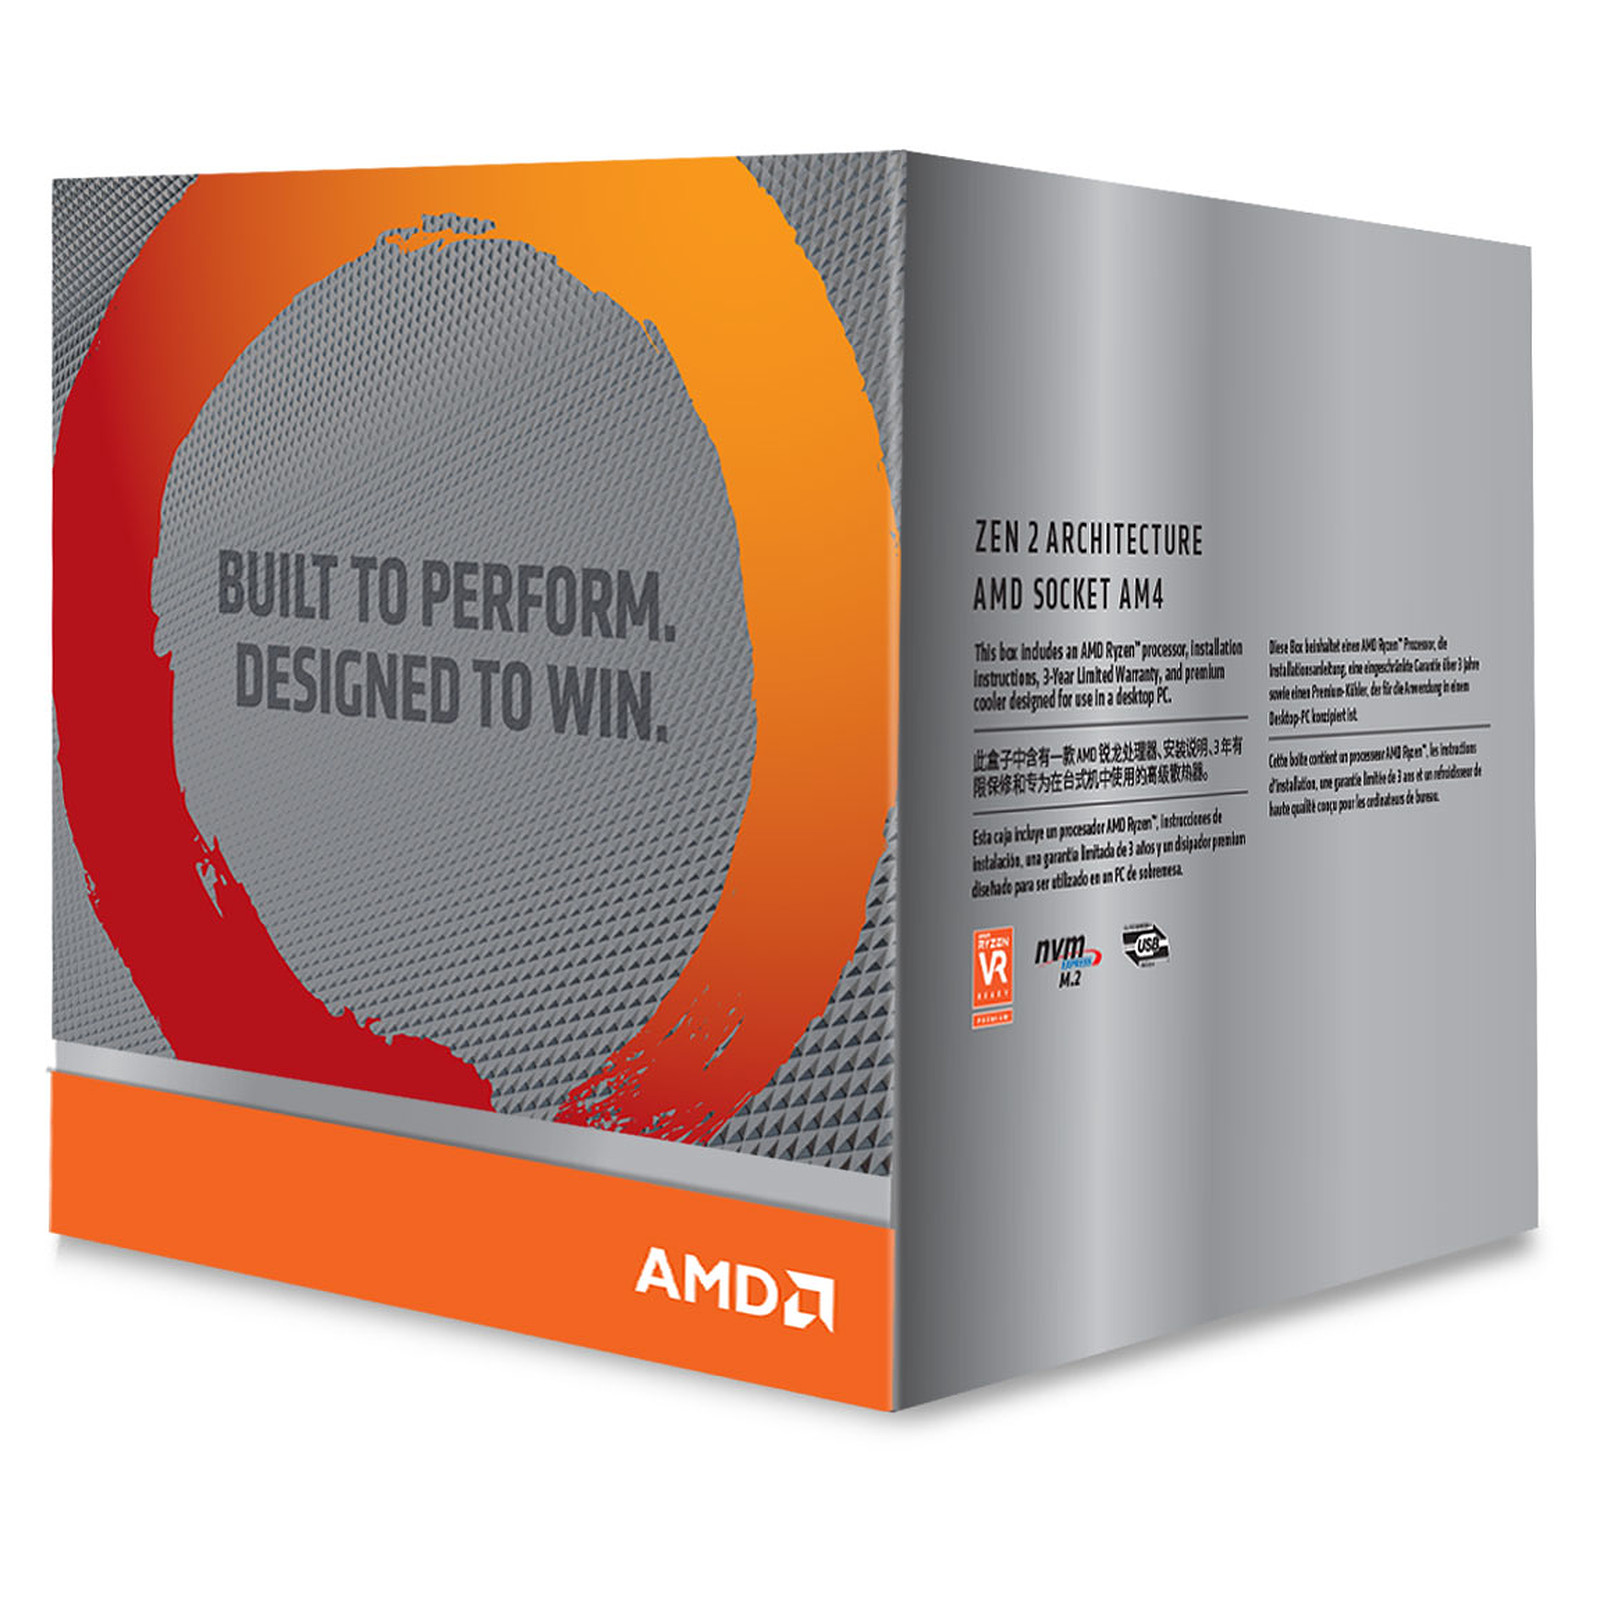 BUILT TO PERFORM.
DESIGNED TO WIN.
AMD
ZEN 2 ARCHITECTURE
AMD SOCKET AM4
This box includes an AMD Ryzen™ processor, installation
instructions, 3-Year Limited Warranty, and premium
cooler designed for use in a desktop PC.
此盒子中含有一款 AMD 锐龙处理器、安装说明、3 年有
限保修和专为在台式机中使用的高级散热器。
Esta caja incluye un procesador AMD Ryzen™, instrucciones de
instalación, una garantía limitada de 3 años y un disipador premium
diseñado para ser utilizado en un PC de sobremesa.
Diese Box beinhaltet einen AMD Ryzen™ Prozessor, die
Installationsanleitung, eine eingeschränkte Garantie über 3 Jahre
sowie einen Premium-Kühler, der für die Anwendung in einem
Desktop-PC konzipiert ist.
Cette boîte contient un processeur AMD Ryzen™, les instructions
d'installation, une garantie limitée de 3 ans et un refroidisseur de
haute qualité conçu pour les ordinateurs de bureau.
AMD
RYZEN
VR
READY
PREMIUM
nvm
EXPRESS
M.2
USB